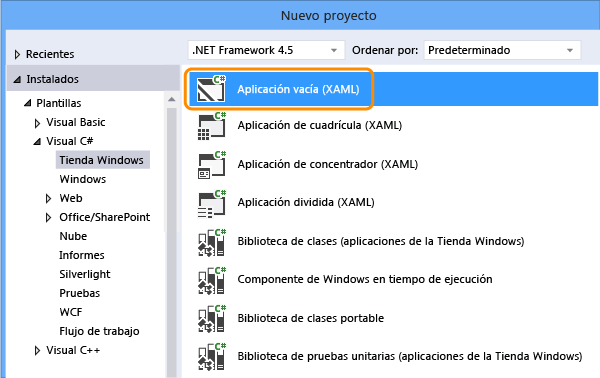 Nuevo proyecto
Recientes
Instalados
Plantillas
Visual Basic
Visual C#
Tienda Windows
Windows
Web
Office/SharePoint
Nube
Informes
Silverlight
Pruebas
WCF
Flujo de trabajo
Visual C++
.NET Framework 4.5 Ordenar por: Predeterminado
C# Aplicación vacía (XAML)
C# Aplicación de cuadrícula (XAML)
C# Aplicación de concentrador (XAML)
C# Aplicación dividida (XAML)
C# Biblioteca de clases (aplicaciones de la Tienda Windows)
C# Componente de Windows en tiempo de ejecución
C# Biblioteca de clases portable
C# Biblioteca de pruebas unitarias (aplicaciones de la Tienda Windows)